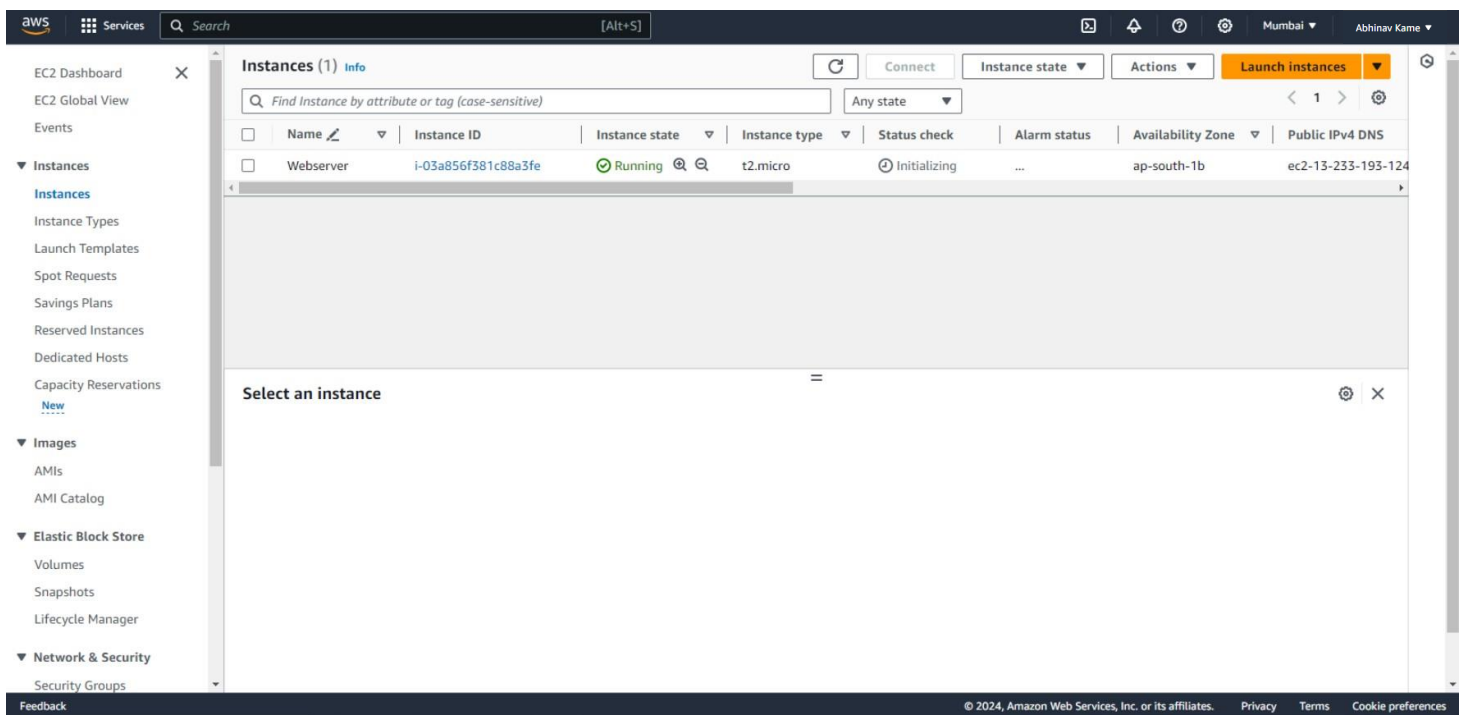 aws Services Search [Alt+S] Mumbai Abhinav Kame
EC2 Dashboard
EC2 Global View
Events
Instances
Instances
Instance Types
Launch Templates
Spot Requests
Savings Plans
Reserved Instances
Dedicated Hosts
Capacity Reservations
New
Images
AMIs
AMI Catalog
Elastic Block Store
Volumes
Snapshots
Lifecycle Manager
Network & Security
Security Groups
Instances (1) Info Connect Instance state Actions Launch instances
Find Instance by attribute or tag (case-sensitive) Any state 1
Name Instance ID Instance state Instance type Status check Alarm status Availability Zone Public IPv4 DNS
Webserver i-03a856f381c88a3fe Running t2.micro Initializing ... ap-south-1b ec2-13-233-193-124
Select an instance
Feedback © 2024, Amazon Web Services, Inc. or its affiliates. Privacy Terms Cookie preferences